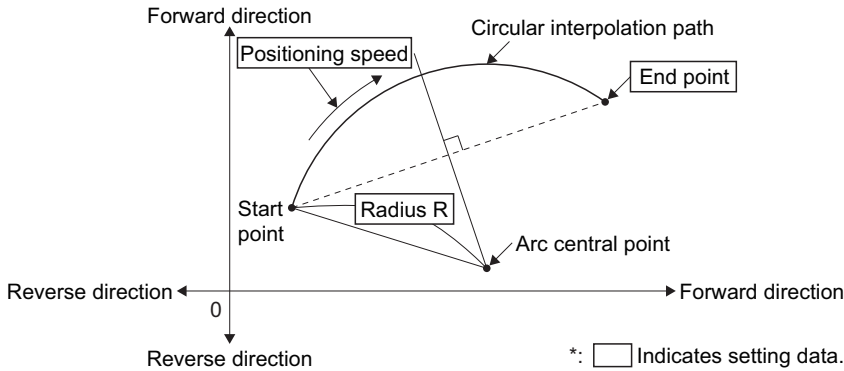 Forward direction
Circular interpolation path
Positioning speed
End point
Start
point
Radius R
Arc central point
Reverse direction
0
Forward direction
Reverse direction
*: Indicates setting data.